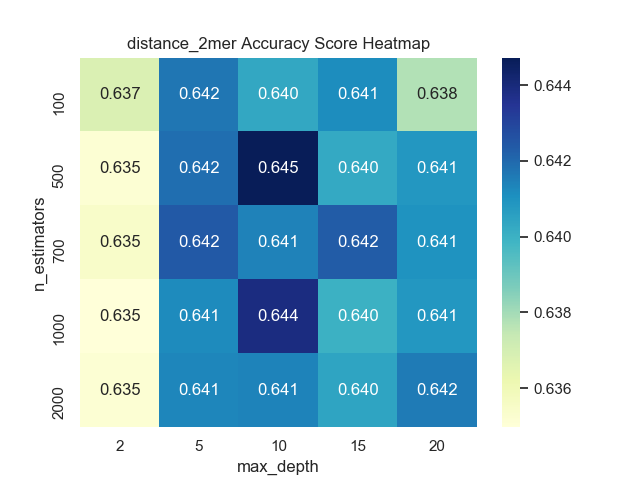 distance_2mer Accuracy Score Heatmap
100 0.637 0.642 0.640 0.641 0.638
500 0.635 0.642 0.645 0.640 0.641
700 0.635 0.642 0.641 0.642 0.641
1000 0.635 0.641 0.644 0.640 0.641
2000 0.635 0.641 0.641 0.640 0.642
2 5 10 15 20
max_depth
n_estimators
0.644
0.642
0.640
0.638
0.636